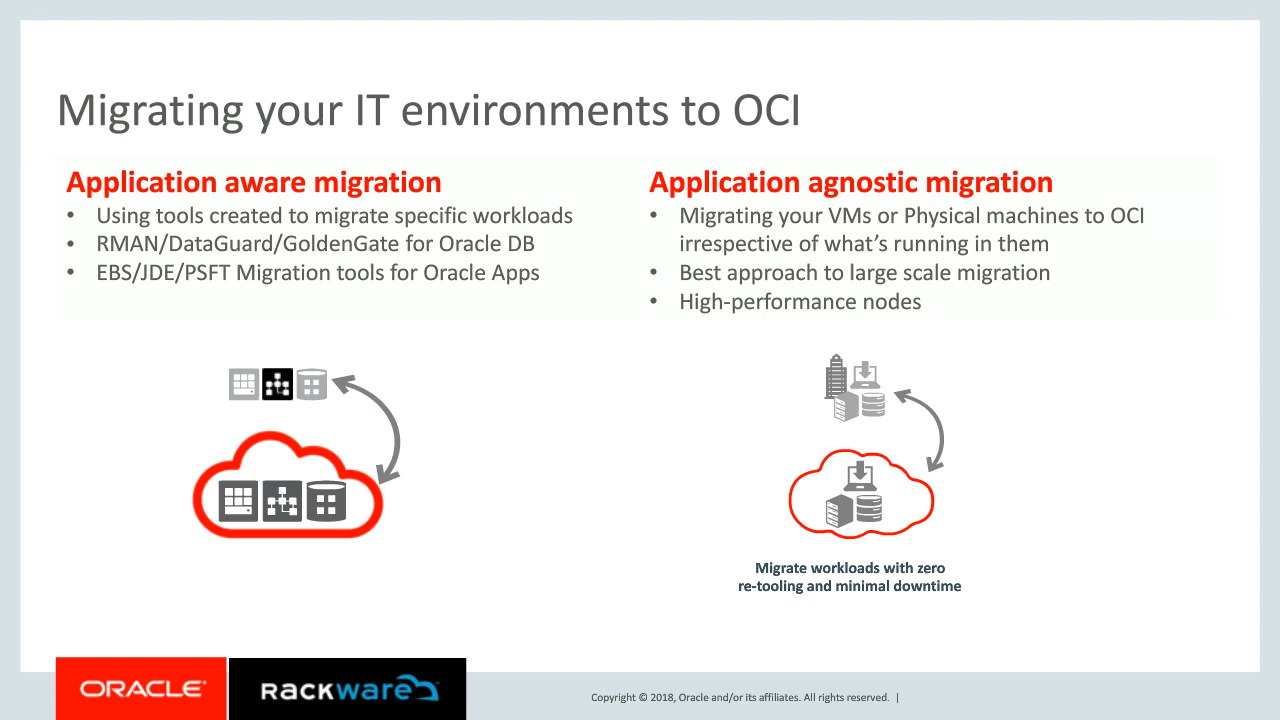 Migrating your IT environments to OCI
Application aware migration
• Using tools created to migrate specific workloads
• RMAN/DataGuard/GoldenGate for Oracle DB
• EBS/JDE/PSFT Migration tools for Oracle Apps
Application agnostic migration
• Migrating your VMs or Physical machines to OCI
irrespective of what's running in them
• Best approach to large scale migration
• High-performance nodes
Migrate workloads with zero
re-tooling and minimal downtime
ORACLE®
RACKWARE
Copyright © 2018, Oracle and/or its affiliates. All rights reserved. |